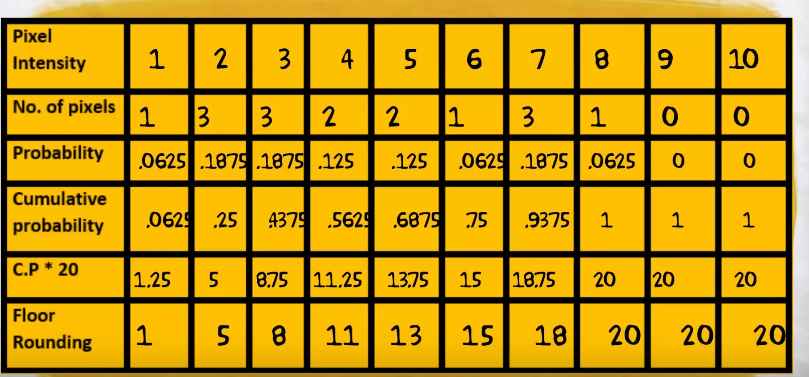 Pixel Intensity 1 2 3 4 5 6 7 8 9 10
No. of pixels 1 3 3 2 2 1 3 1 0 0
Probability .0625 .1875 .1875 .125 .125 .0625 .1875 .0625 0 0
Cumulative probability .0625 .25 .4375 .5625 .6875 .75 .9375 1 1 1
C.P * 20 1.25 5 8.75 11.25 13.75 15 18.75 20 20 20
Floor Rounding 1 5 8 11 13 15 18 20 20 20